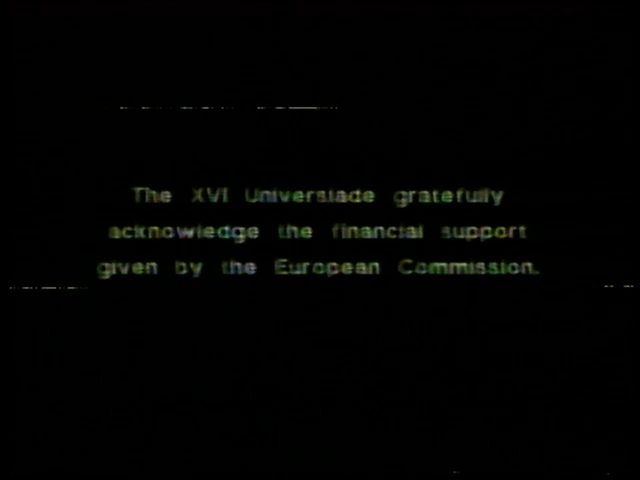 The XVI Universiade gratefully
acknowledge the financial support
given by the European Commission.